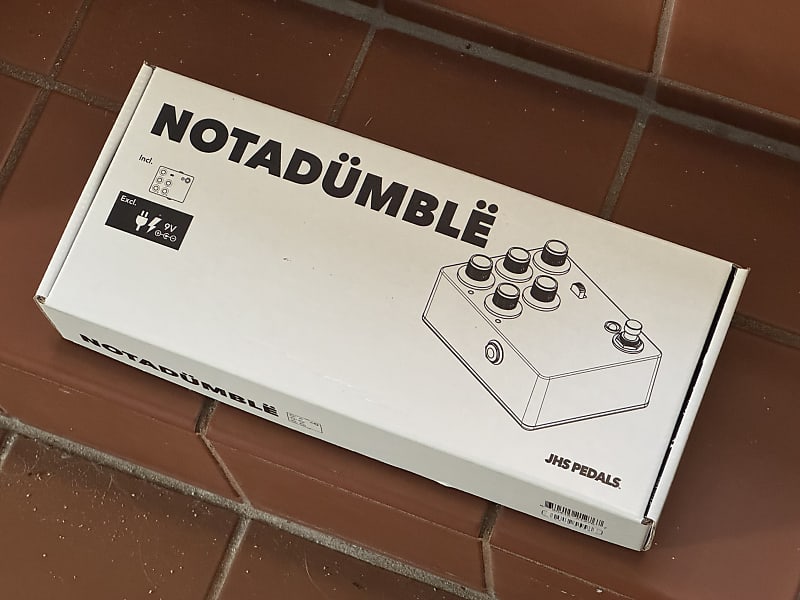 NOTADÜMBLË
Incl.
Excl.
9V
JHS PEDALS.
NOTADÜMBLË